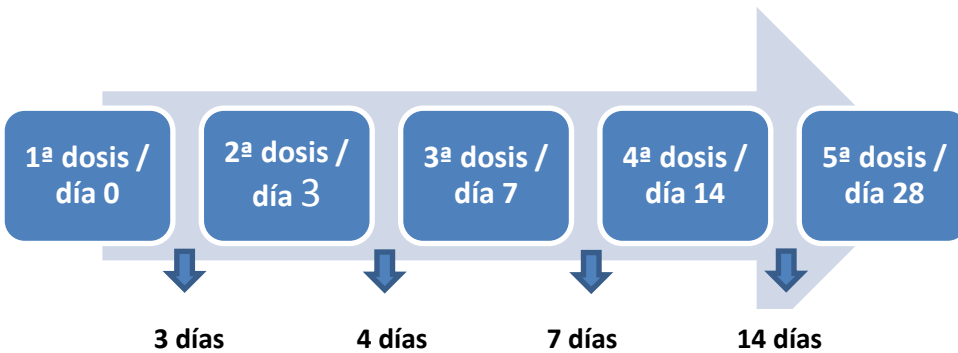 1ª dosis /
día 0
2ª dosis /
día 3
3ª dosis /
día 7
4ª dosis /
día 14
5ª dosis /
día 28
3 días
4 días
7 días
14 días